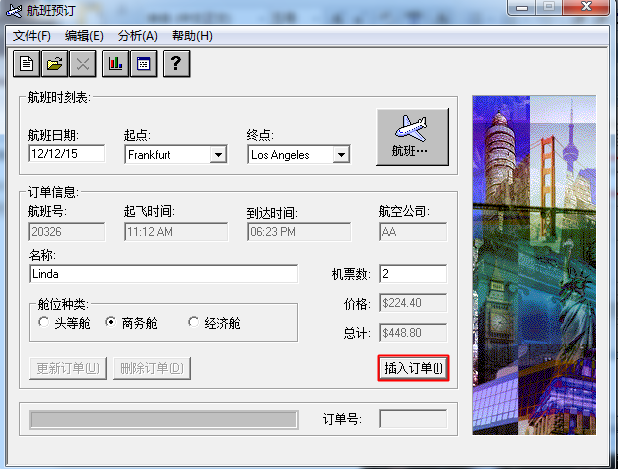 航班预订
文件(F) 编辑(E) 分析(A) 帮助(H)
?
航班时刻表:
航班日期: 起点: 终点:
12/12/15 Frankfurt Los Angeles
航班…
订单信息:
航班号: 起飞时间: 到达时间: 航空公司:
20326 11:12 AM 06:23 PM AA
名称:
Linda 机票数: 2
舱位种类: 价格: $224.40
头等舱 商务舱 经济舱 总计: $448.80
更新订单(U) 删除订单(D) 插入订单(I)
订单号: